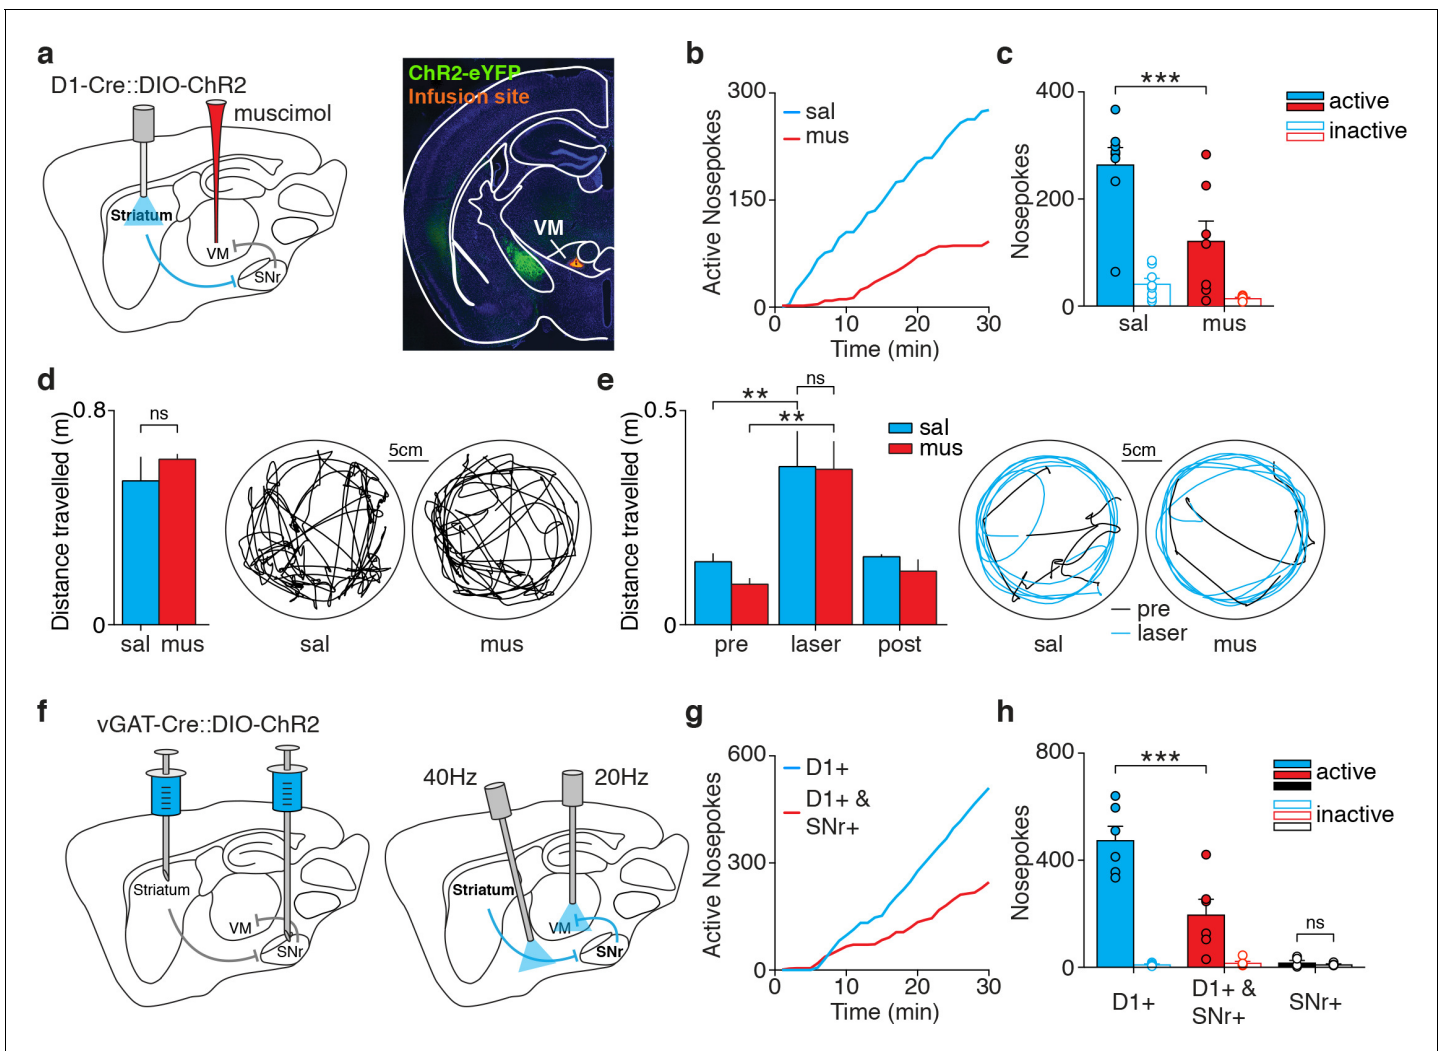 a
D1-Cre::DIO-ChR2
muscimol
Striatum
VM
SNr
ChR2-eYFP
Infusion site
VM
b
Active Nosepokes
300
150
0
sal
mus
0 10 20 30
Time (min)
c
Nosepokes
400
200
0
***
sal mus
active
inactive
d
Distance travelled (m)
0.8
0
ns
sal mus
5cm
sal mus
e
Distance travelled (m)
0.5
0
**
ns
**
sal
mus
pre laser post
5cm
pre
laser
sal mus
f
vGAT-Cre::DIO-ChR2
Striatum
VM
SNr
40Hz 20Hz
Striatum
VM
SNr
g
Active Nosepokes
600
300
0
D1+
D1+ &
SNr+
0 10 20 30
Time (min)
h
Nosepokes
800
400
0
***
ns
active
inactive
D1+
D1+ &
SNr+
SNr+